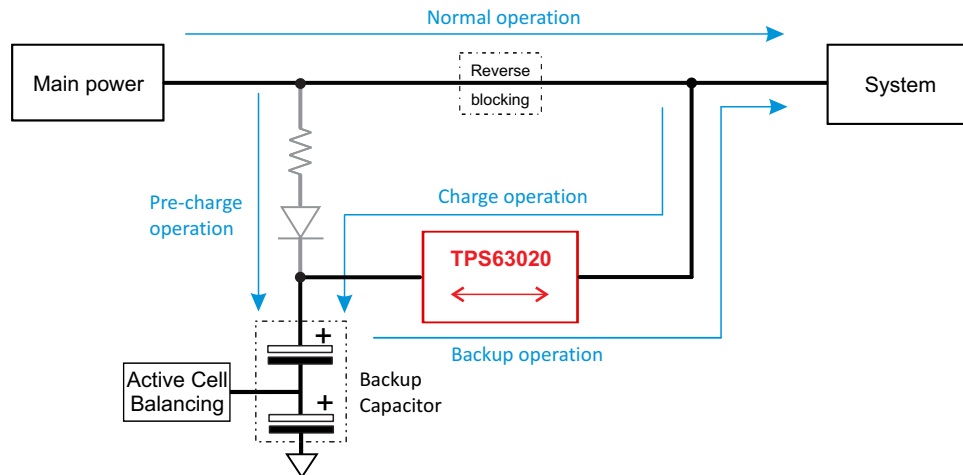 Normal operation
Main power
Reverse
blocking
System
Pre-charge
operation
Charge operation
TPS63020
Backup operation
+
Active Cell
Balancing
Backup
Capacitor
+